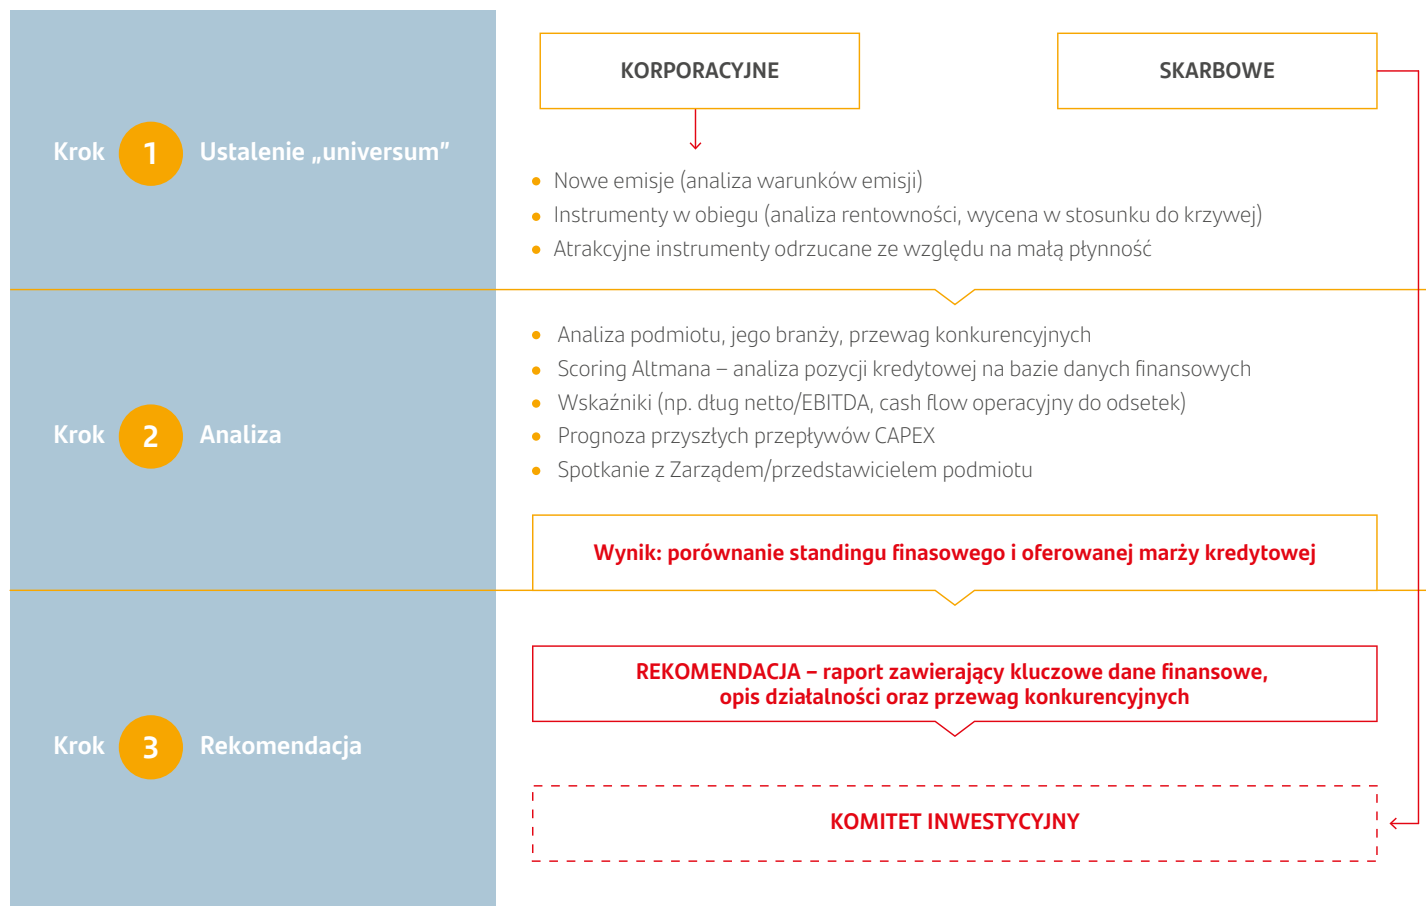 KORPORACYJNE
SKARBOWE
Krok 1 Ustalenie „universum”
Nowe emisje (analiza warunków emisji)
Instrumenty w obiegu (analiza rentowności, wycena w stosunku do krzywej)
Atrakcyjne instrumenty odrzucane ze względu na małą płynność
Krok 2 Analiza
Analiza podmiotu, jego branży, przewag konkurencyjnych
Scoring Altmana – analiza pozycji kredytowej na bazie danych finansowych
Wskaźniki (np. dług netto/EBITDA, cash flow operacyjny do odsetek)
Prognoza przyszłych przepływów CAPEX
Spotkanie z Zarządem/przedstawicielem podmiotu
Wynik: porównanie standingu finasowego i oferowanej marży kredytowej
Krok 3 Rekomendacja
REKOMENDACJA – raport zawierający kluczowe dane finansowe,
opis działalności oraz przewag konkurencyjnych
KOMITET INWESTYCYJNY